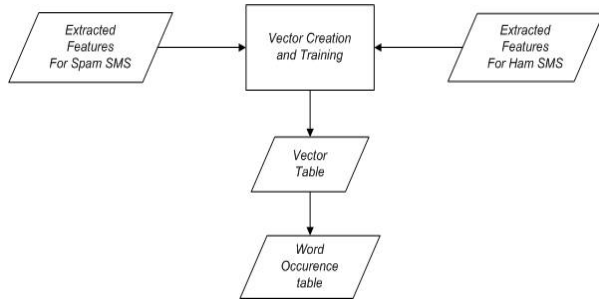 Extracted
Features
For Spam SMS
Vector Creation
and Training
Extracted
Features
For Ham SMS
Vector
Table
Word
Occurence
table